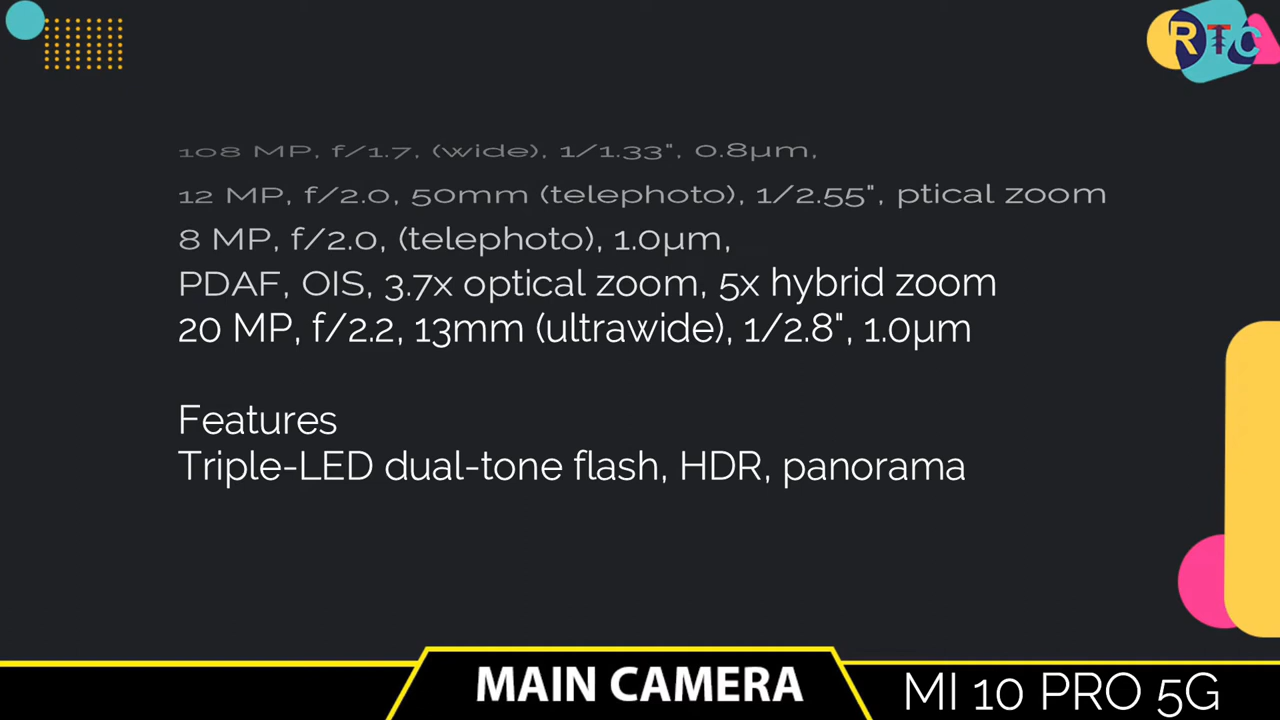 RTC
108 MP, f/1.7, (wide), 1/1.33", 0.8µm,
12 MP, f/2.0, 50mm (telephoto), 1/2.55", ptical zoom
8 MP, f/2.0, (telephoto), 1.0µm,
PDAF, OIS, 3.7x optical zoom, 5x hybrid zoom
20 MP, f/2.2, 13mm (ultrawide), 1/2.8", 1.0µm
Features
Triple-LED dual-tone flash, HDR, panorama
MAIN CAMERA
MI 10 PRO 5G